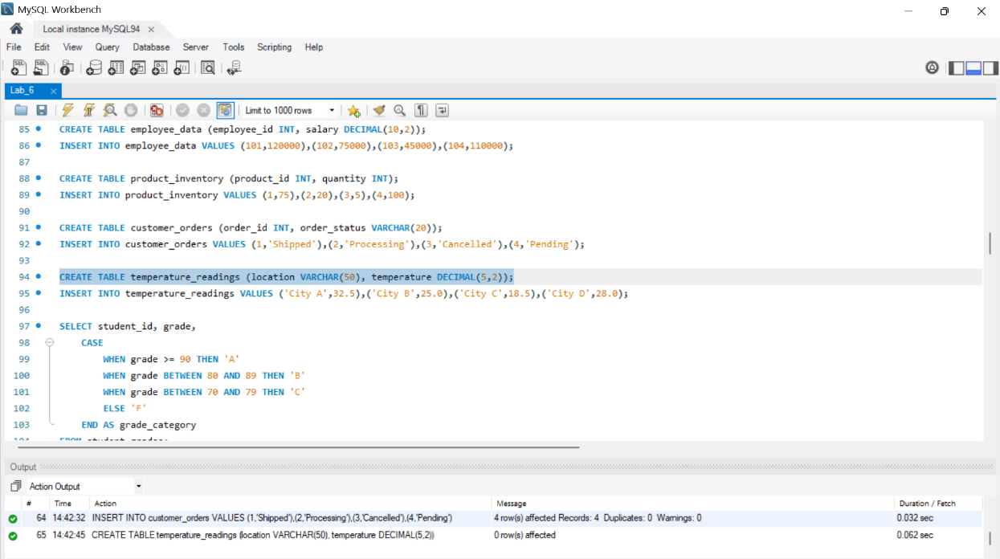 MySQL Workbench
Local instance MySQL94
File Edit View Query Database Server Tools Scripting Help
Lab_6
Limit to 1000 rows
85 CREATE TABLE employee_data (employee_id INT, salary DECIMAL(10,2));
86 INSERT INTO employee_data VALUES (101,120000),(102,75000),(103,45000),(104,110000);
87
88 CREATE TABLE product_inventory (product_id INT, quantity INT);
89 INSERT INTO product_inventory VALUES (1,75),(2,20),(3,5),(4,100);
90
91 CREATE TABLE customer_orders (order_id INT, order_status VARCHAR(20));
92 INSERT INTO customer_orders VALUES (1,'Shipped'),(2,'Processing'),(3,'Cancelled'),(4,'Pending');
93
94 CREATE TABLE temperature_readings (location VARCHAR(50), temperature DECIMAL(5,2));
95 INSERT INTO temperature_readings VALUES ('City A',32.5),('City B',25.0),('City C',18.5),('City D',28.0);
96
97 SELECT student_id, grade,
98 CASE
99 WHEN grade >= 90 THEN 'A'
100 WHEN grade BETWEEN 80 AND 89 THEN 'B'
101 WHEN grade BETWEEN 70 AND 79 THEN 'C'
102 ELSE 'F'
103 END AS grade_category
104 FROM student_grades;
Output
Action Output
# Time Action Message Duration / Fetch
64 14:42:32 INSERT INTO customer_orders VALUES (1,'Shipped'),(2,'Processing'),(3,'Cancelled'),(4,'Pending') 4 row(s) affected Records: 4 Duplicates: 0 Warnings: 0 0.032 sec
65 14:42:45 CREATE TABLE temperature_readings (location VARCHAR(50), temperature DECIMAL(5,2)) 0 row(s) affected 0.062 sec